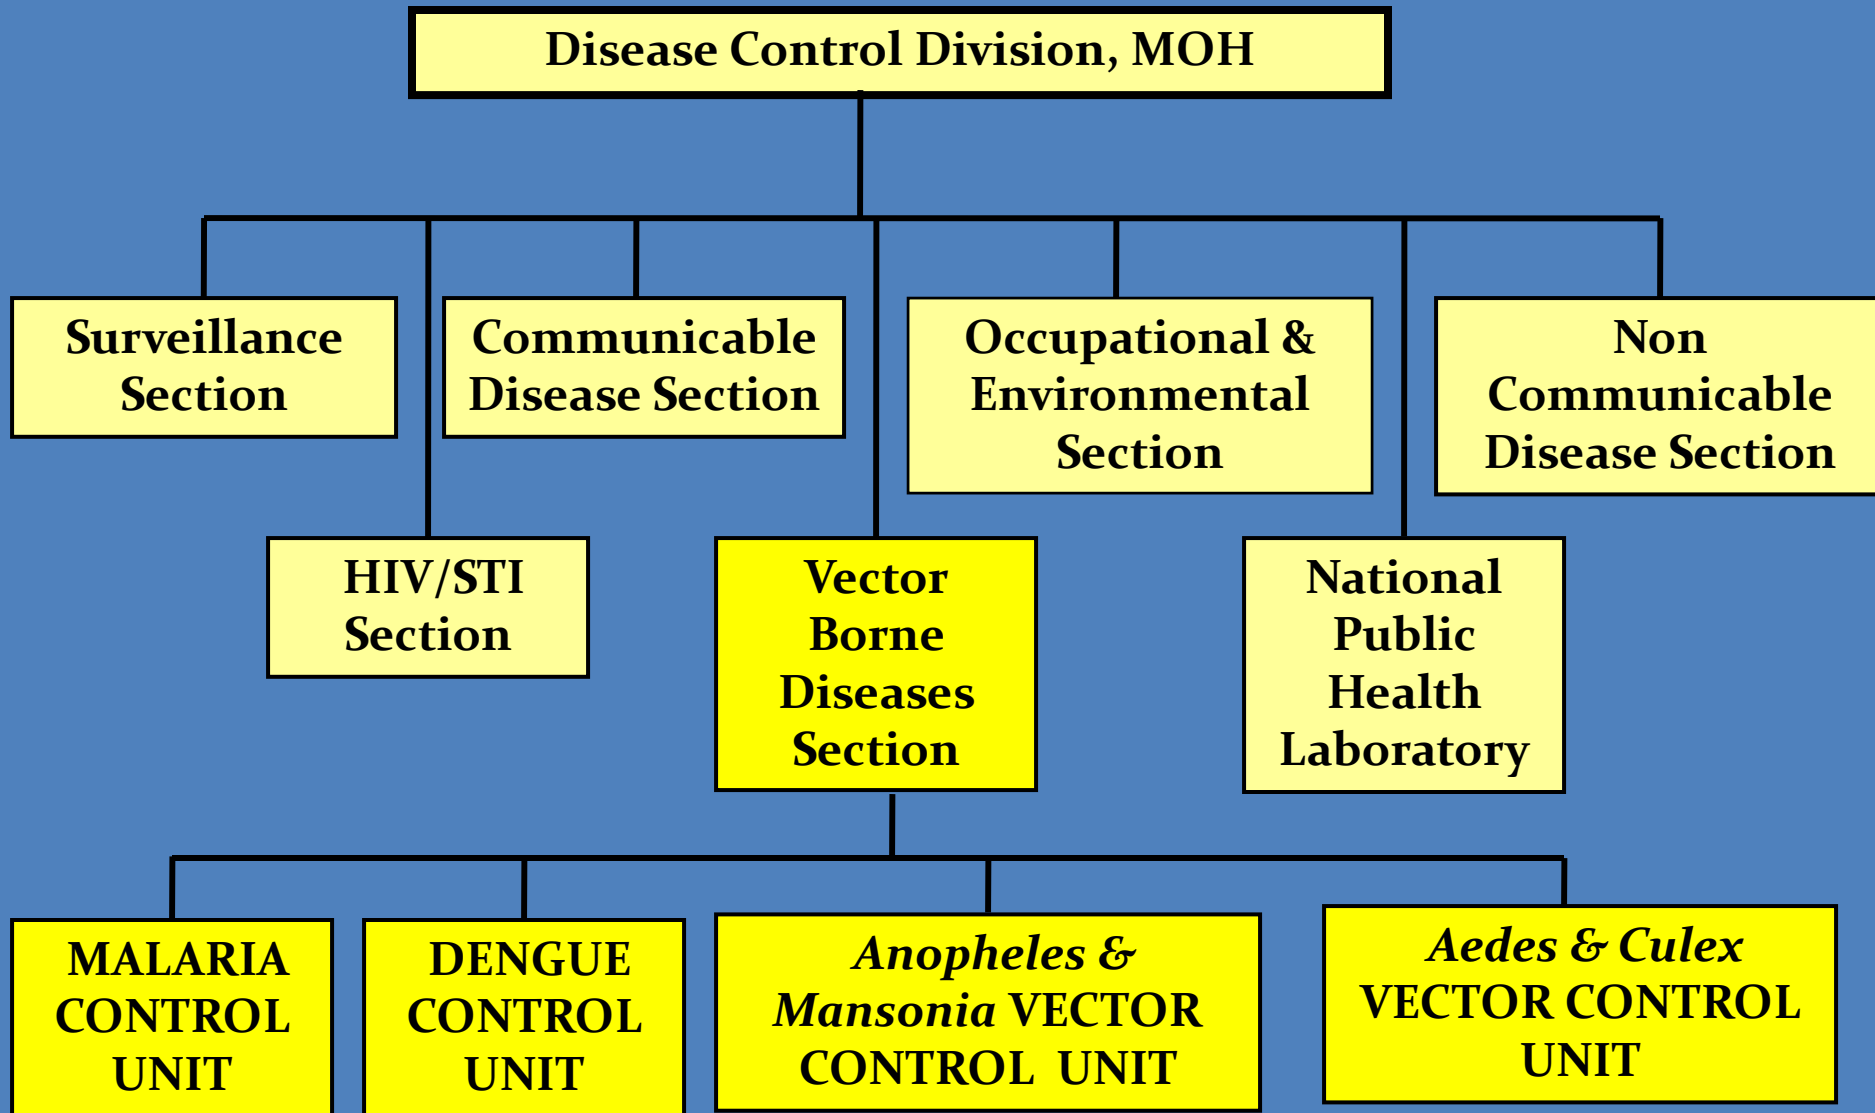 Disease Control Division, MOH
Surveillance
Section
Communicable
Disease Section
Occupational &
Environmental
Section
Non
Communicable
Disease Section
HIV/STI
Section
Vector
Borne
Diseases
Section
National
Public
Health
Laboratory
MALARIA
CONTROL
UNIT
DENGUE
CONTROL
UNIT
Anopheles &
Mansonia VECTOR
CONTROL UNIT
Aedes & Culex
VECTOR CONTROL
UNIT